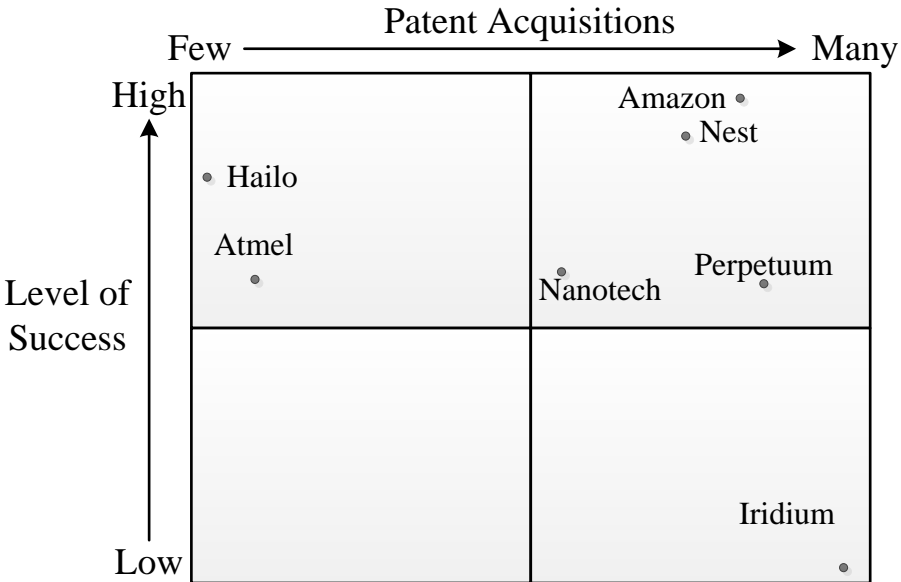 Patent Acquisitions
Few
Many
High
Amazon
Nest
Hailo
Atmel
Perpetuum
Nanotech
Level of
Success
Iridium
Low